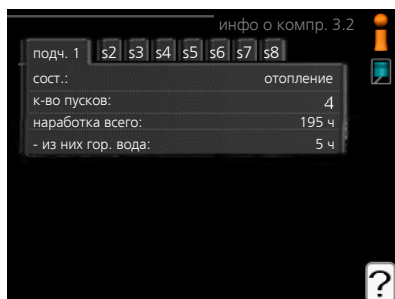 инфо о компр. 3.2
подч. 1 s2 s3 s4 s5 s6 s7 s8
сост.: отопление
к-во пусков: 4
наработка всего: 195 ч
- из них гор. вода: 5 ч
?